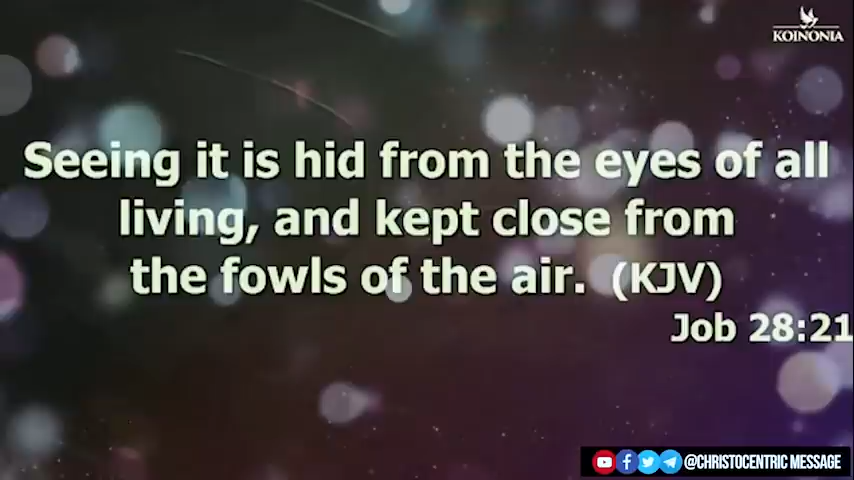 KOINONIA
Seeing it is hid from the eyes of all
living, and kept close from
the fowls of the air. (KJV)
Job 28:21
@CHRISTOCENTRIC MESSAGE